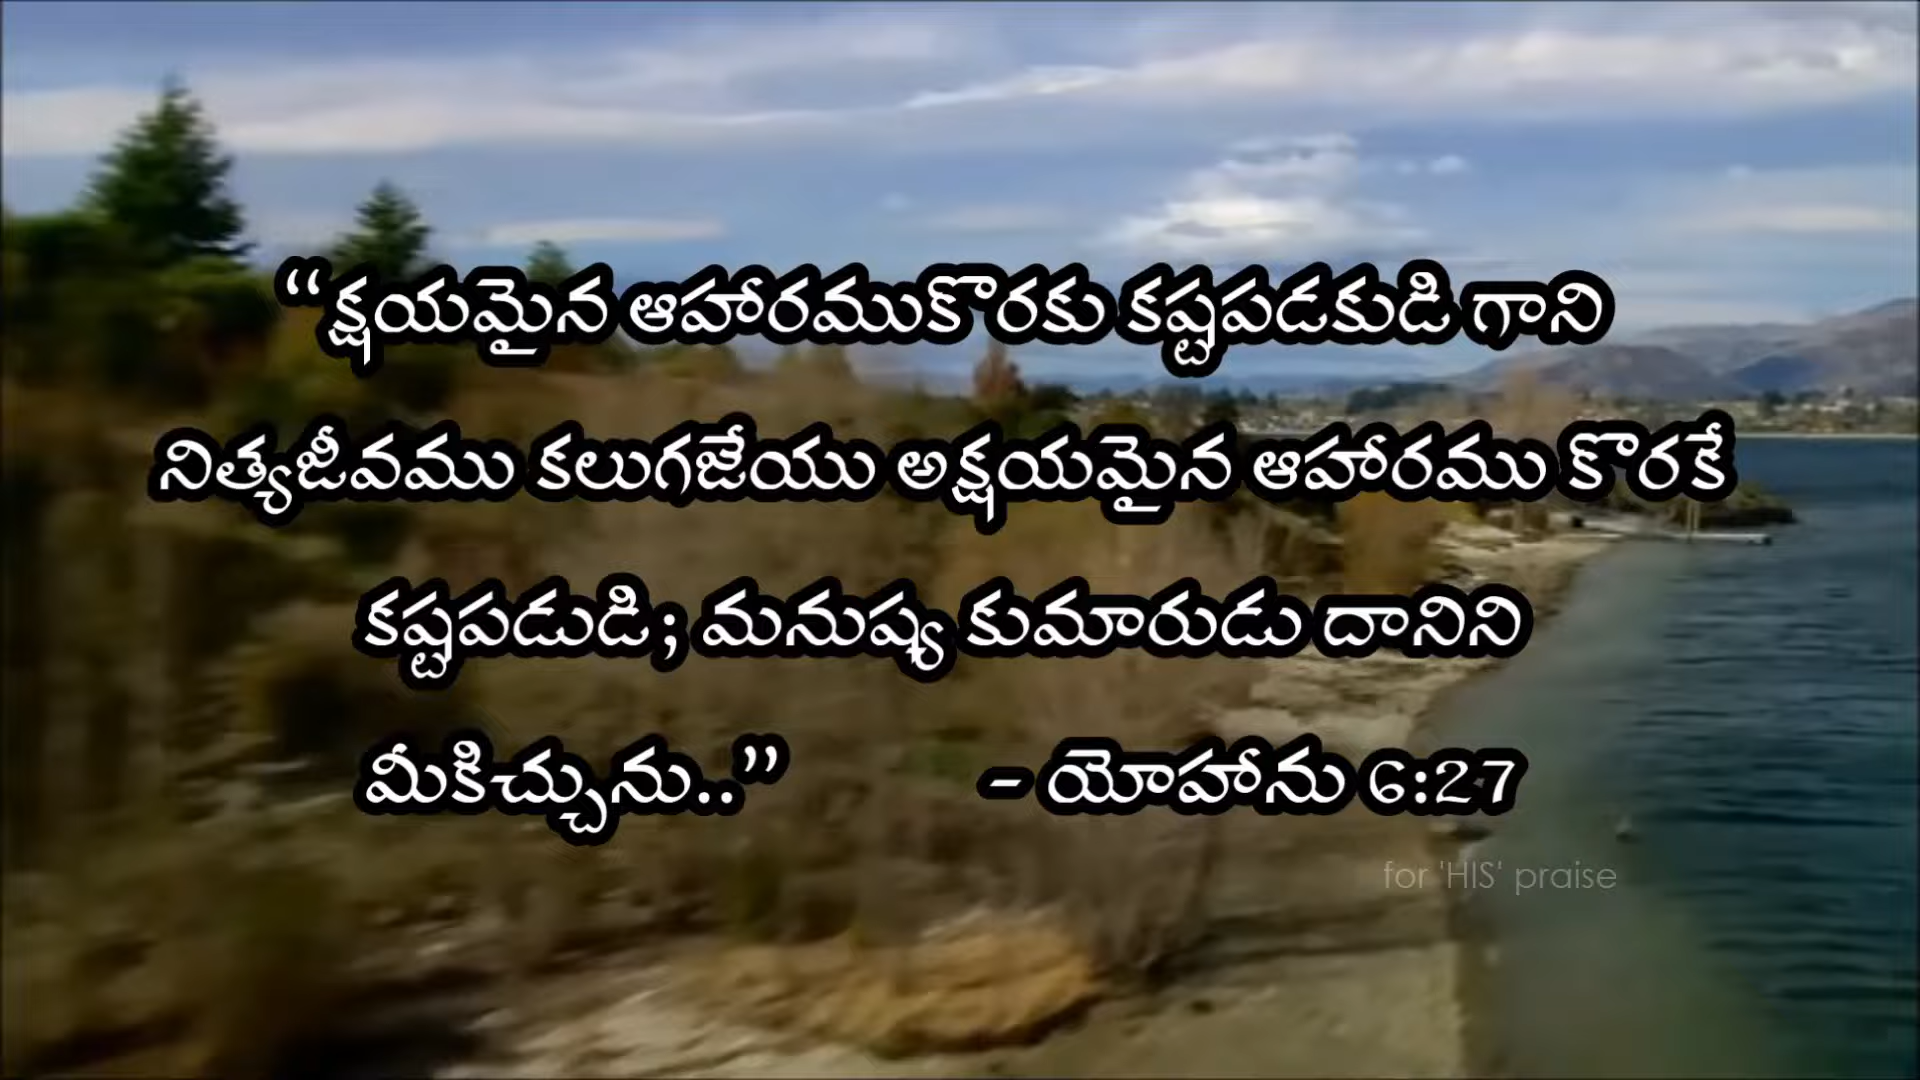 “క్షయమైన ఆహారముకొరకు కష్టపడకుడి గాని
నిత్యజీవము కలుగజేయు అక్షయమైన ఆహారము కొరకే
కష్టపడుడి; మనుష్య కుమారుడు దానిని
మీకిచ్చును..” - యోహాను 6:27
for 'HIS' praise